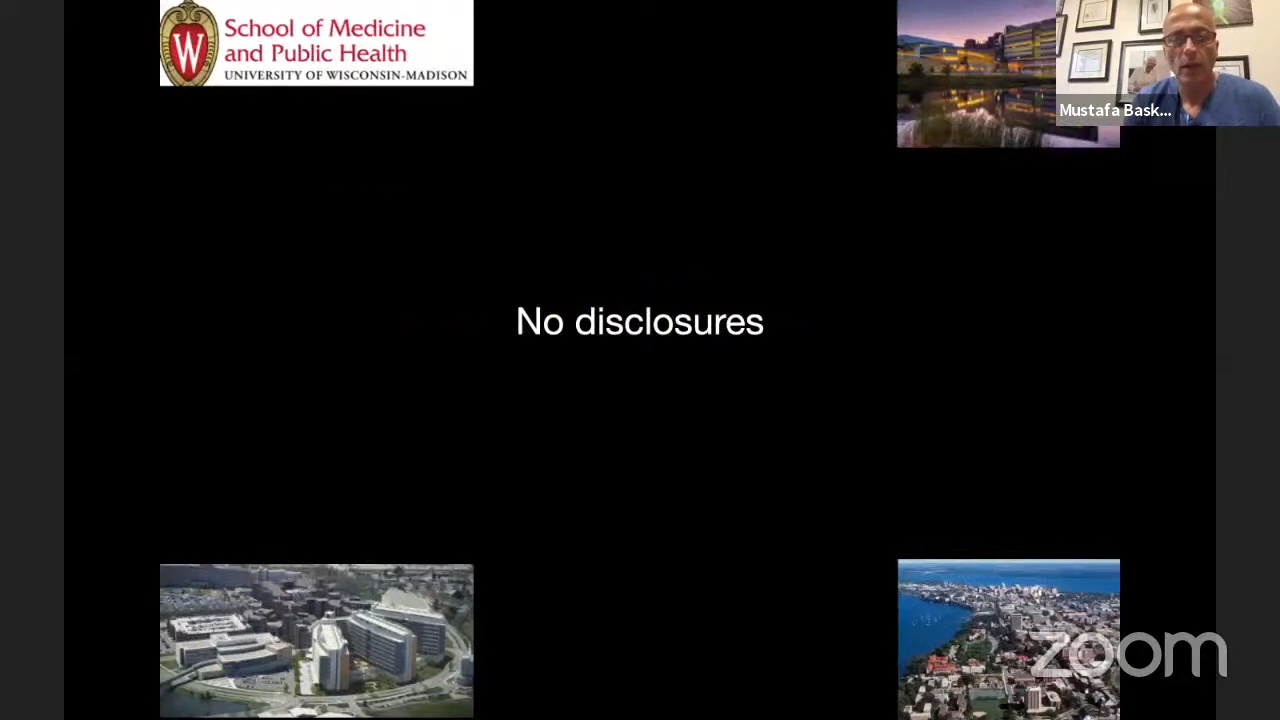 School of Medicine
and Public Health
UNIVERSITY OF WISCONSIN-MADISON
W
Mustafa Bask...
No disclosures
zoom